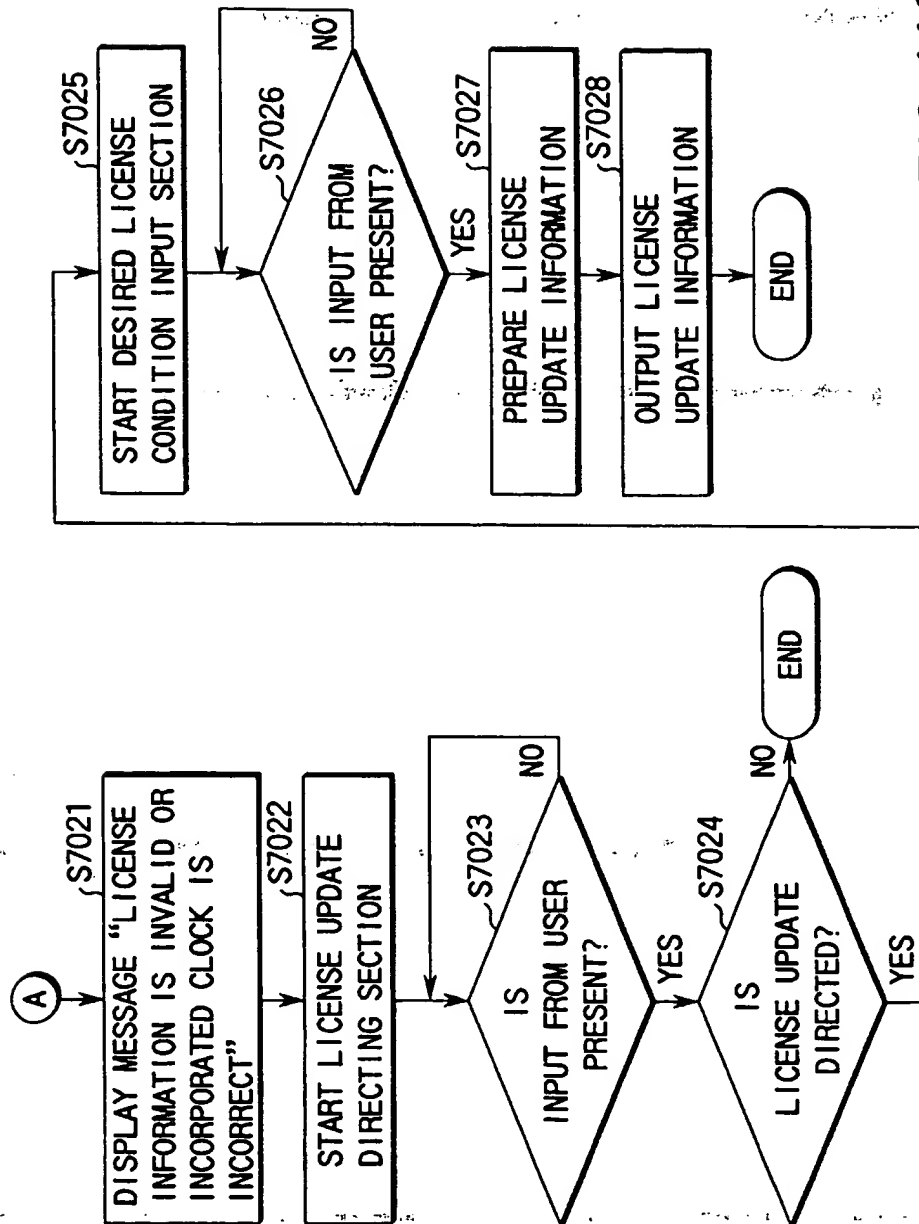 A
S7021
DISPLAY MESSAGE "LICENSE
INFORMATION IS INVALID OR
INCORPORATED CLOCK IS
INCORRECT"
S7022
START LICENSE UPDATE
DIRECTING SECTION
S7023
IS
INPUT FROM USER
PRESENT?
NO
YES
S7024
IS
LICENSE UPDATE
DIRECTED?
NO
END
YES
S7025
START DESIRED LICENSE
CONDITION INPUT SECTION
S7026
IS INPUT FROM
USER PRESENT?
NO
YES
S7027
PREPARE LICENSE
UPDATE INFORMATION
S7028
OUTPUT LICENSE
UPDATE INFORMATION
END